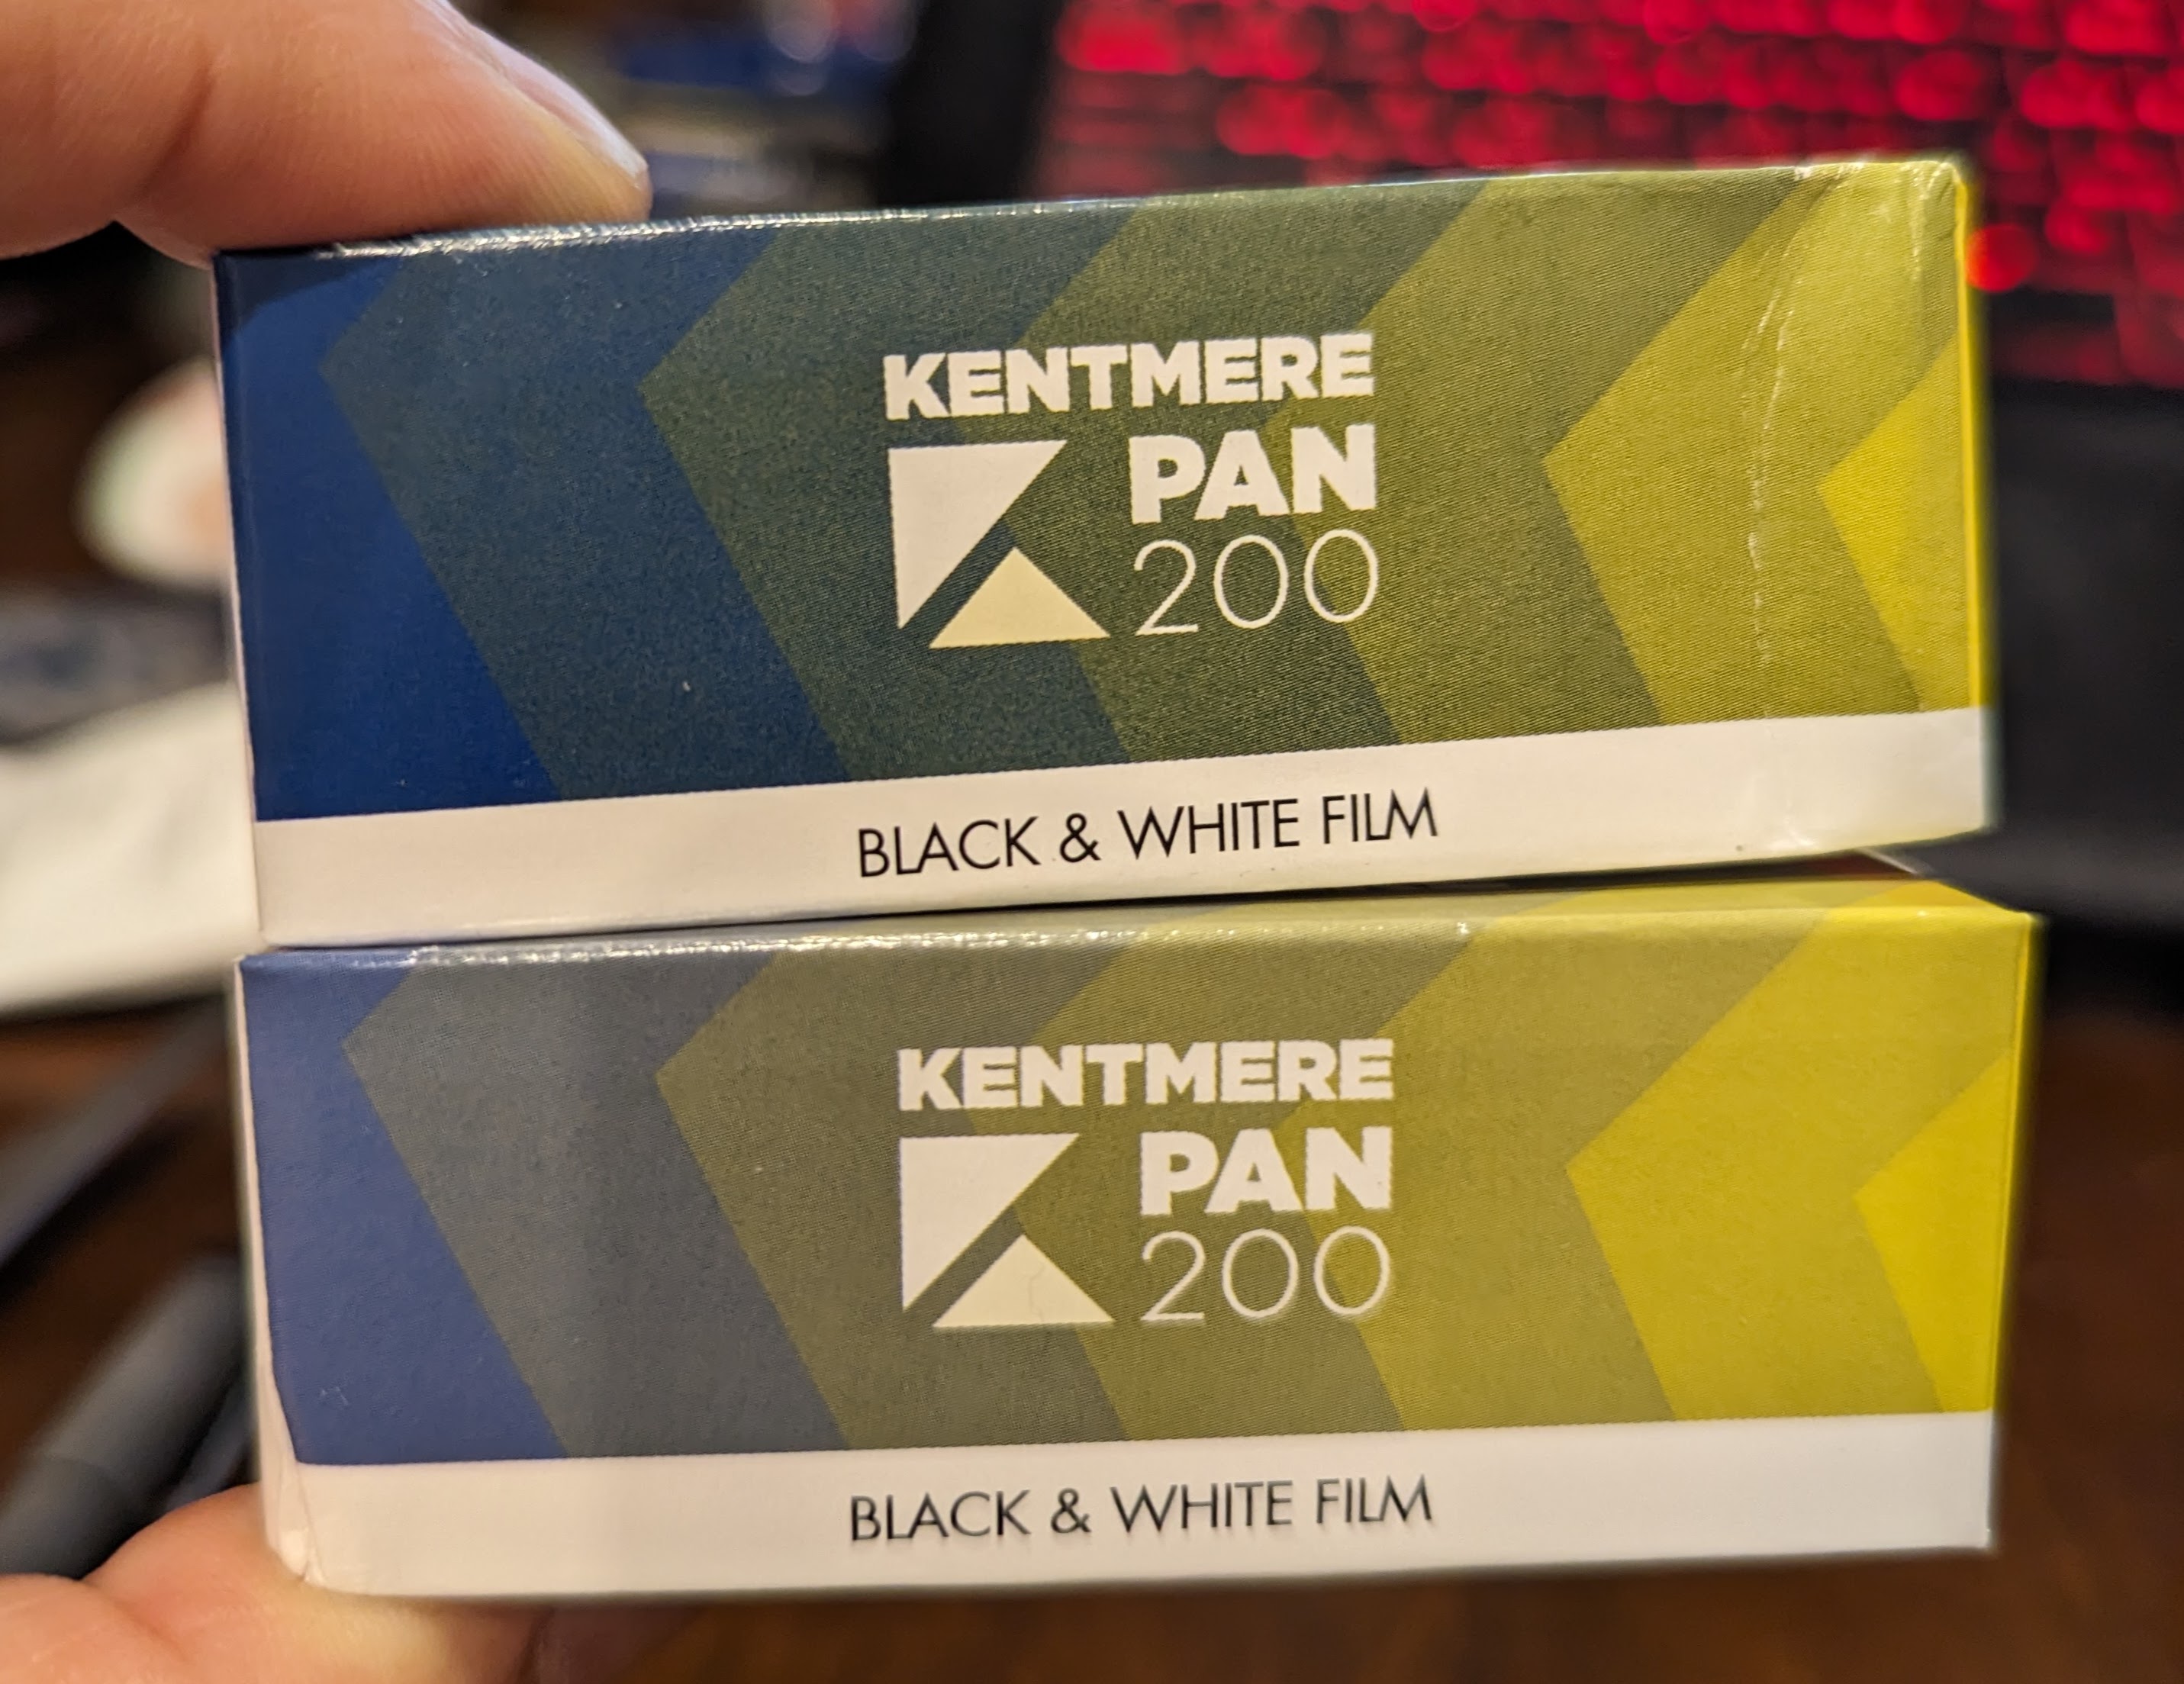 KENTMERE
PAN
200
BLACK & WHITE FILM
KENTMERE
PAN
200
BLACK & WHITE FILM